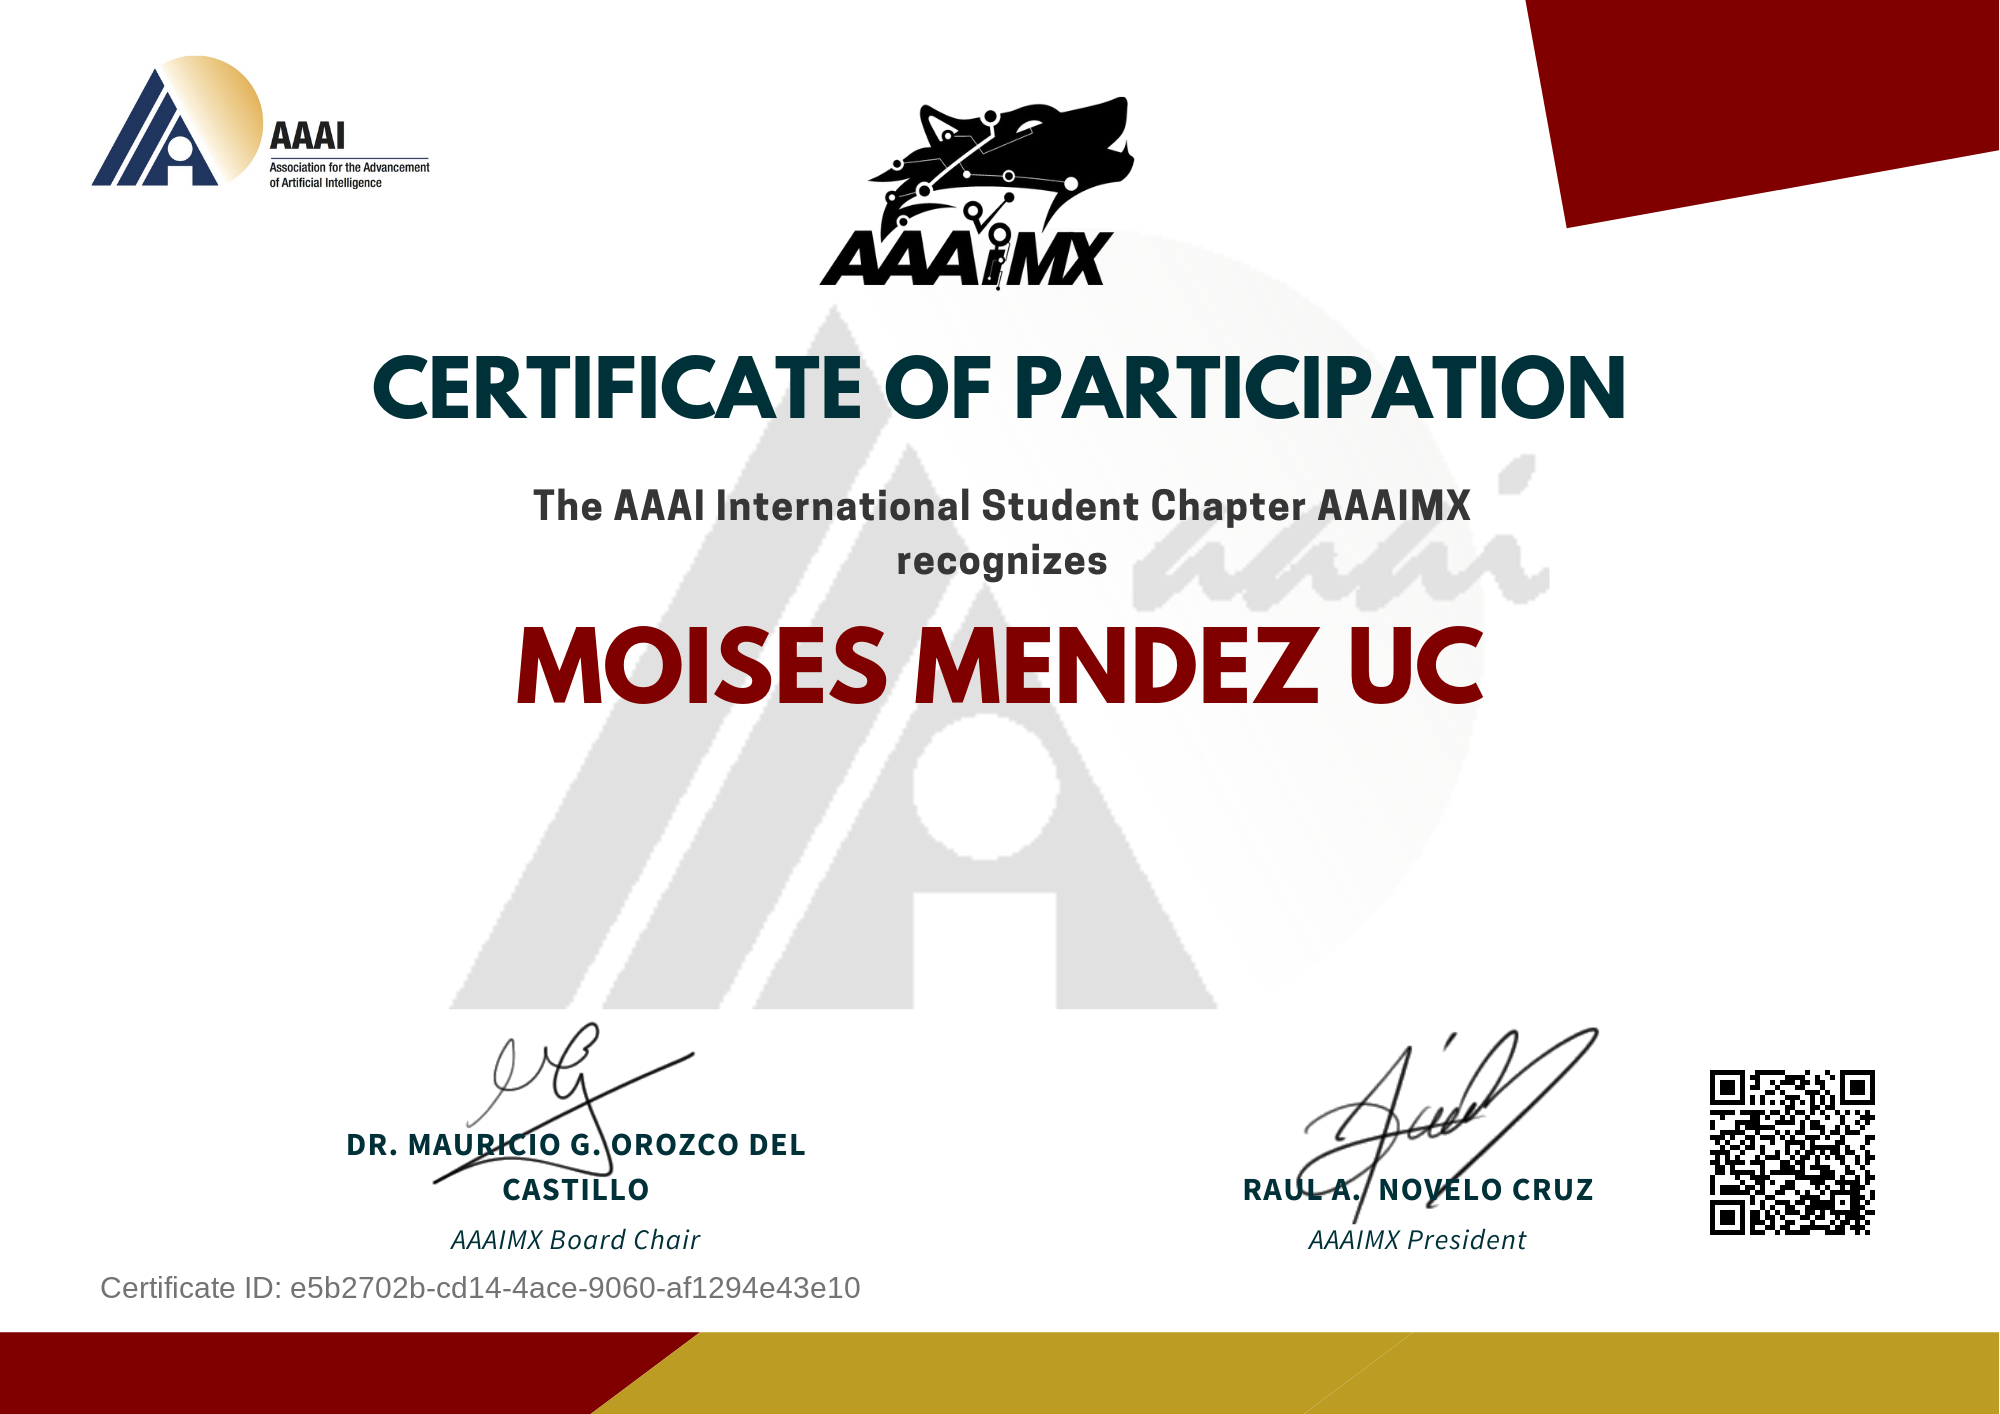 AAAI
Association for the Advancement
of Artificial Intelligence
AAAiMX
CERTIFICATE OF PARTICIPATION
The AAAI International Student Chapter AAAIMX
recognizes
aaai
MOISES MENDEZ UC
DR. MAURICIO G. OROZCO DEL
CASTILLO
AAAIMX Board Chair
RAUL A. NOVELO CRUZ
AAAIMX President
Certificate ID: e5b2702b-cd14-4ace-9060-af1294e43e10